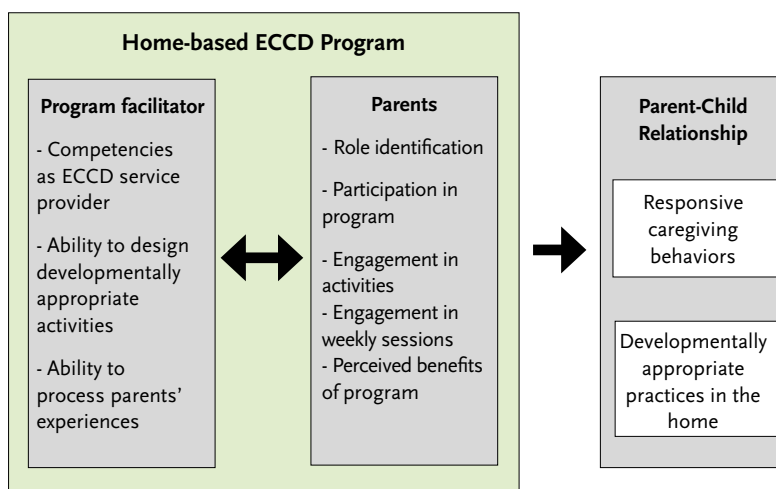 Home-based ECCD Program
Program facilitator
- Competencies
as ECCD service
provider
- Ability to design
developmentally
appropriate
activities
- Ability to
process parents’
experiences
Parents
- Role identification
- Participation in
program
- Engagement in
activities
- Engagement in
weekly sessions
- Perceived benefits
of program
Parent-Child
Relationship
Responsive
caregiving
behaviors
Developmentally
appropriate
practices in the
home